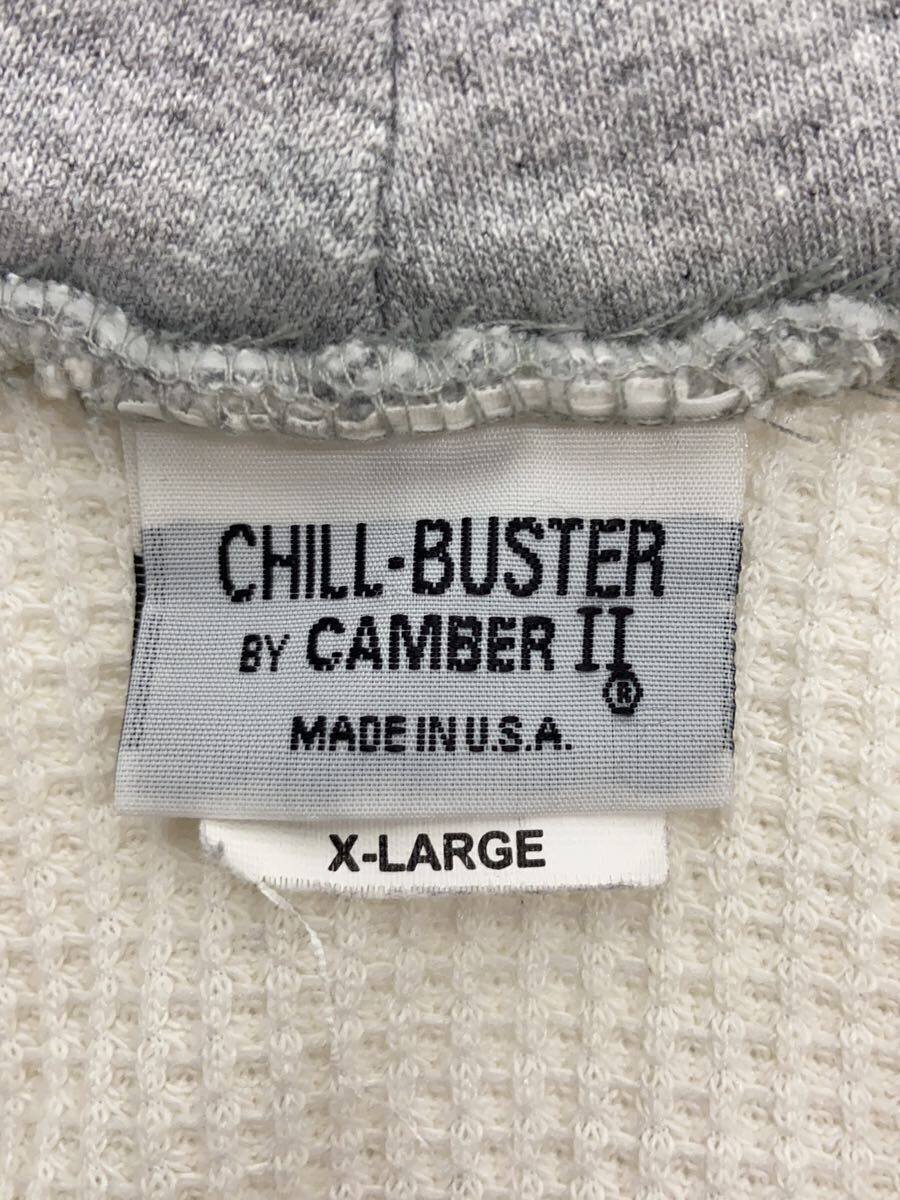 CHILL-BUSTER
BY CAMBER II®
MADE IN U.S.A.
X-LARGE